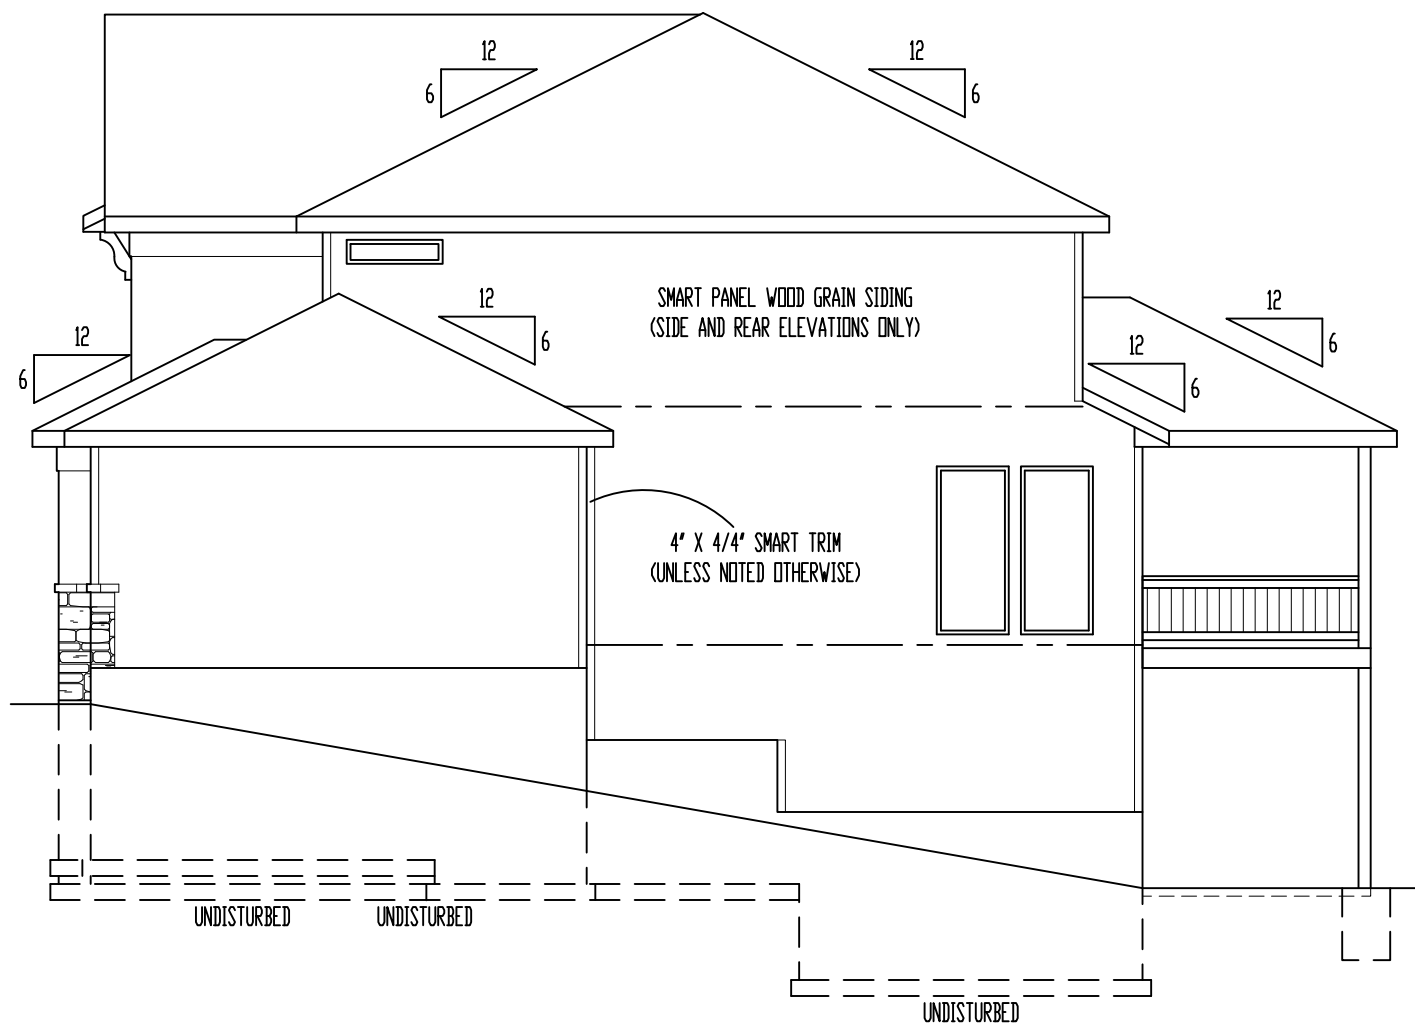 12
12
6
6
SMART PANEL WOOD GRAIN SIDING
(SIDE AND REAR ELEVATIONS ONLY)
12
12
12
12
6
6
6
6
4" X 4/4" SMART TRIM
(UNLESS NOTED OTHERWISE)
UNDISTURBED
UNDISTURBED
UNDISTURBED